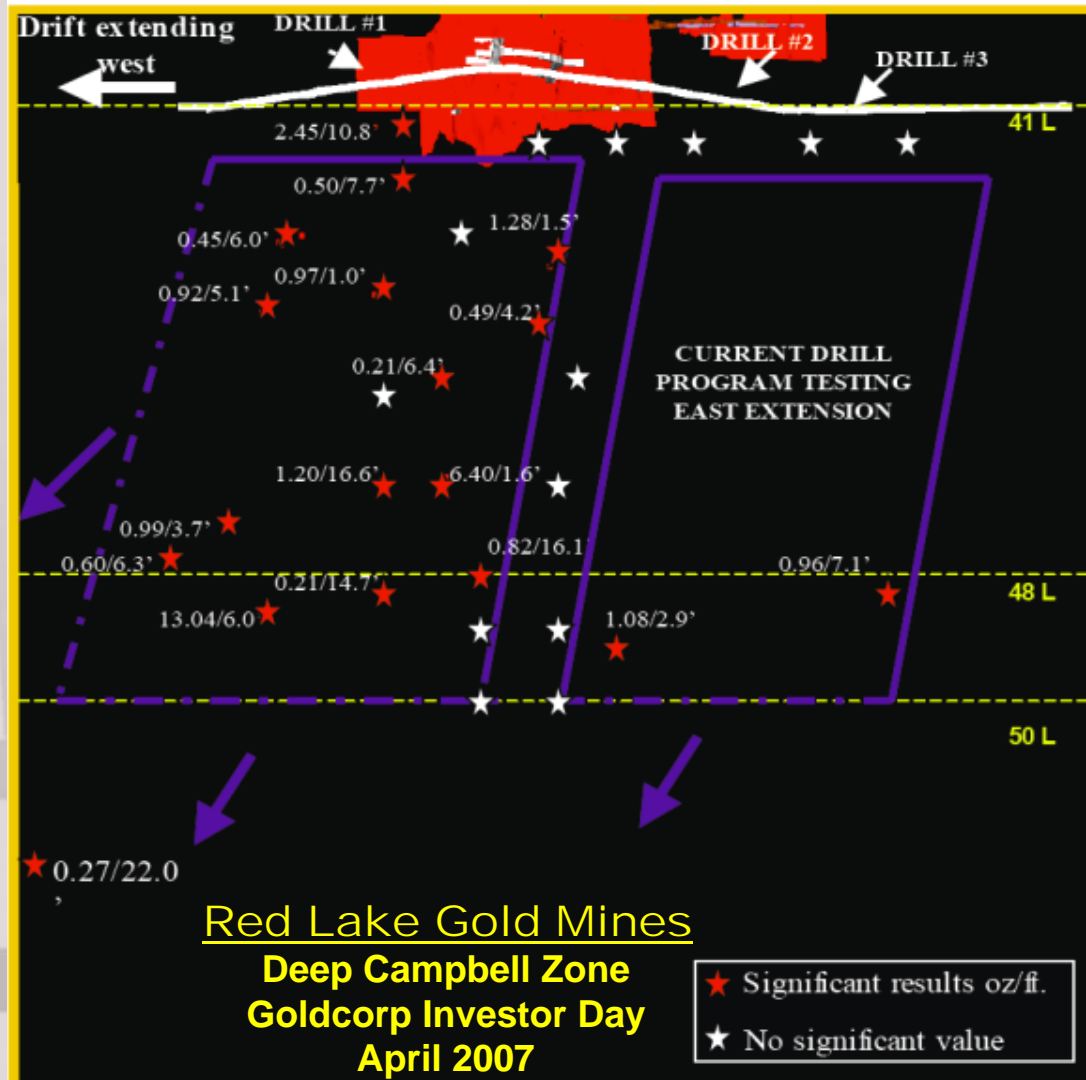 Drift extending
west
DRILL #1
DRILL #2
DRILL #3
41 L
2.45/10.8'
0.50/7.7'
0.45/6.0'
1.28/1.5'
0.97/1.0'
0.92/5.1'
0.49/4.2'
0.21/6.4'
CURRENT DRILL
PROGRAM TESTING
EAST EXTENSION
1.20/16.6'
6.40/1.6'
0.99/3.7'
0.82/16.1
0.60/6.3'
0.96/7.1'
0.21/14.7'
48 L
13.04/6.0
1.08/2.9'
50 L
0.27/22.0
'
Red Lake Gold Mines
Deep Campbell Zone
Goldcorp Investor Day
April 2007
Significant results oz/ft.
No significant value